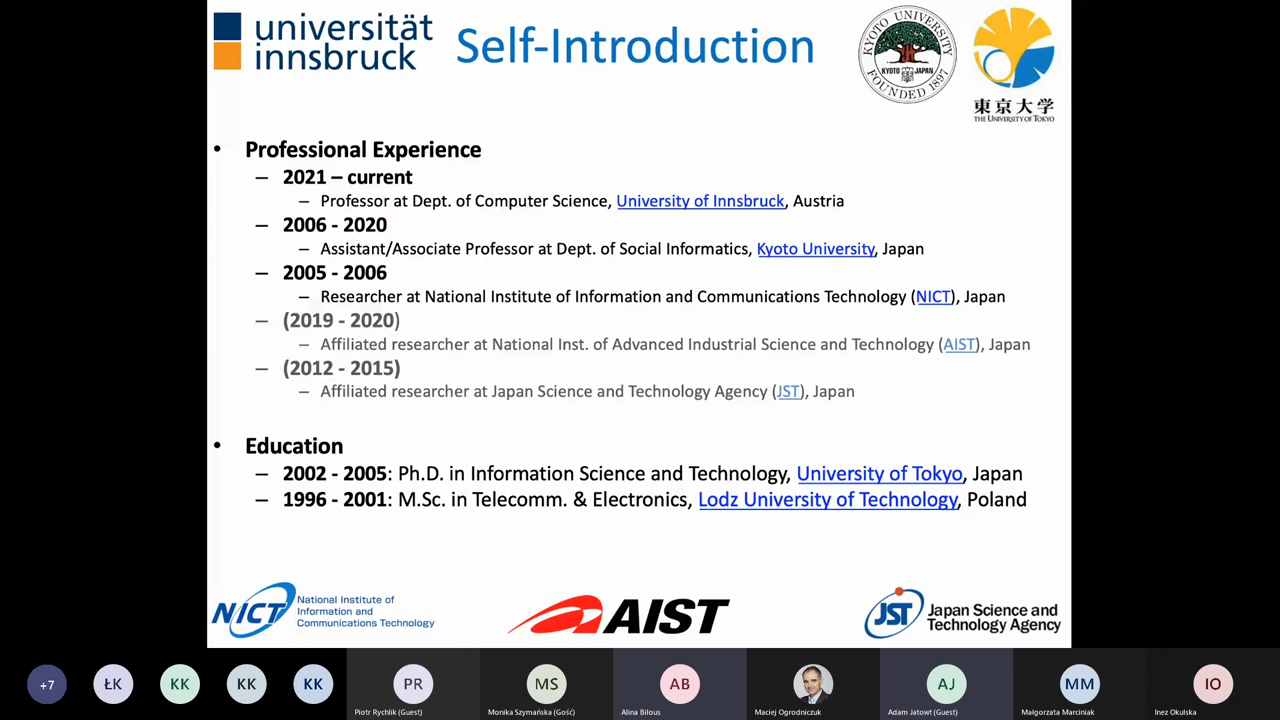 universität
innsbruck
Self-Introduction
KYOTO UNIVERSITY
KYOTO JAPAN
FOUNDED 1897
東京大学
THE UNIVERSITY OF TOKYO
• Professional Experience
– 2021 – current
– Professor at Dept. of Computer Science, University of Innsbruck, Austria
– 2006 - 2020
– Assistant/Associate Professor at Dept. of Social Informatics, Kyoto University, Japan
– 2005 - 2006
– Researcher at National Institute of Information and Communications Technology (NICT), Japan
– (2019 - 2020)
– Affiliated researcher at National Inst. of Advanced Industrial Science and Technology (AIST), Japan
– (2012 - 2015)
– Affiliated researcher at Japan Science and Technology Agency (JST), Japan
• Education
– 2002 - 2005: Ph.D. in Information Science and Technology, University of Tokyo, Japan
– 1996 - 2001: M.Sc. in Telecomm. & Electronics, Lodz University of Technology, Poland
NICT
National Institute of
Information and
Communications Technology
AIST
JST
Japan Science and
Technology Agency
+7
ŁK
KK
KK
KK
PR
Piotr Rychlik (Guest)
MS
Monika Szymańska (Gość)
AB
Alina Bilous
Maciej Ogrodniczuk
AJ
Adam Jatowt (Guest)
MM
Małgorzata Marciniak
IO
Inez Okulska